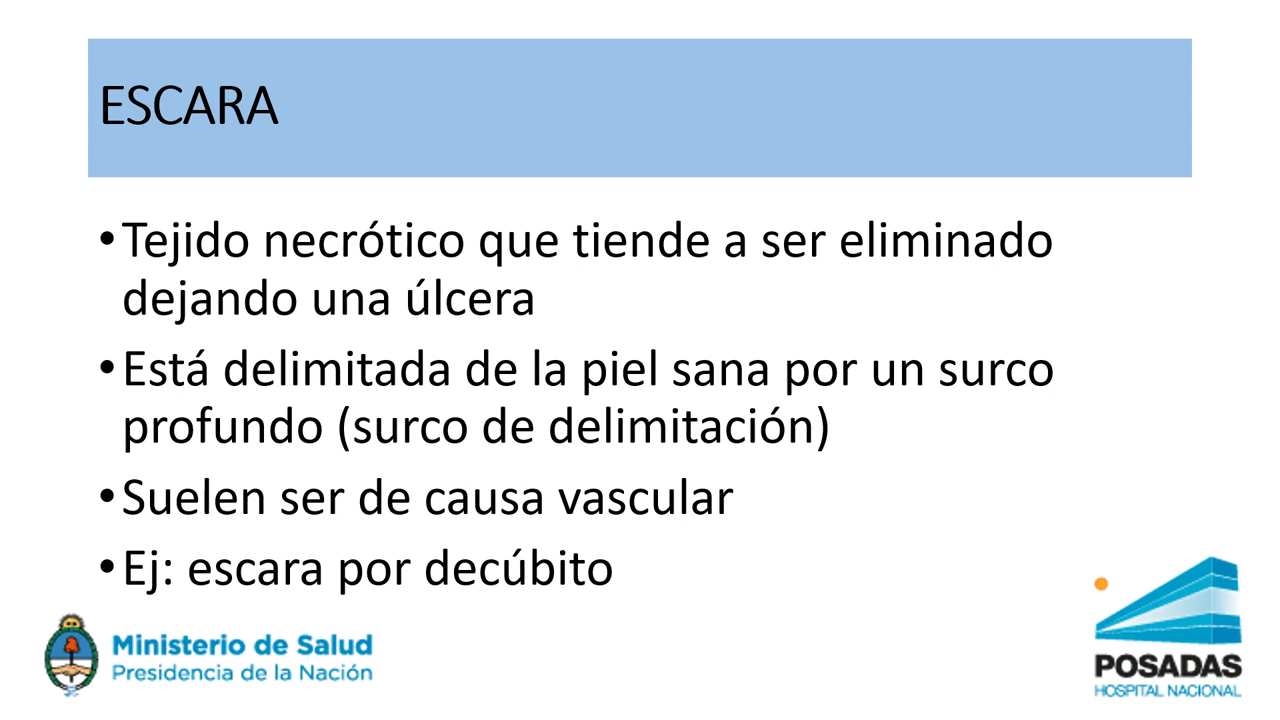 ESCARA
•Tejido necrótico que tiende a ser eliminado
dejando una úlcera
•Está delimitada de la piel sana por un surco
profundo (surco de delimitación)
•Suelen ser de causa vascular
•Ej: escara por decúbito
Ministerio de Salud
Presidencia de la Nación
POSADAS
HOSPITAL NACIONAL